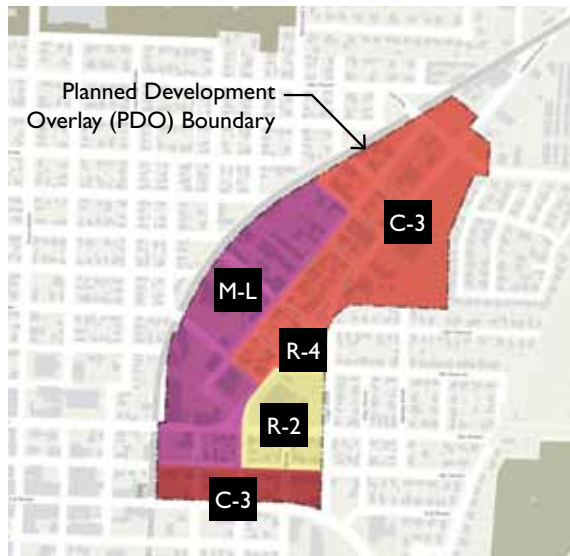 Planned Development
Overlay (PDO) Boundary
C-3
M-L
R-4
R-2
C-3